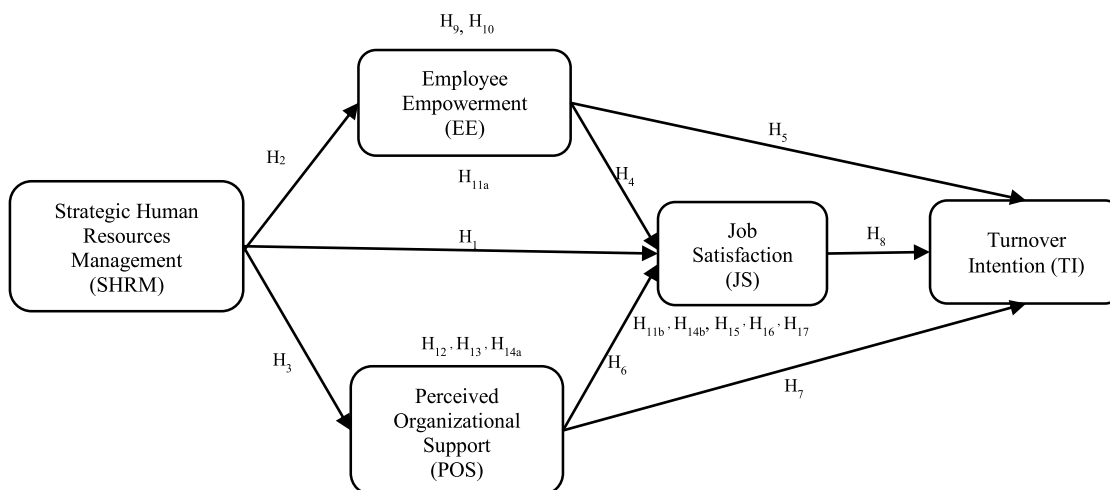 H9, H10
Employee
Empowerment
(EE)
H5
H2
H4
H11a
Strategic Human
Resources
Management
(SHRM)
H1
Job
Satisfaction
(JS)
H8
Turnover
Intention (TI)
H11b, H14b, H15, H16, H17
H12, H13, H14a
H3
H6
H7
Perceived
Organizational
Support
(POS)